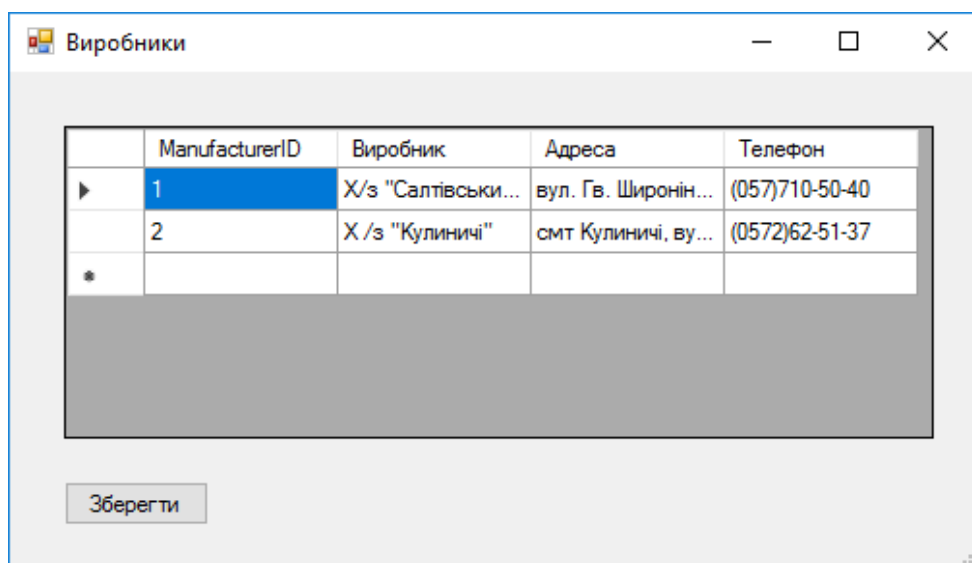 Виробники
ManufacturerID Виробник Адреса Телефон
1 Х/з "Салтівськи... вул. Гв. Широнін... (057)710-50-40
2 Х /з "Кулиничі" смт Кулиничі, ву... (0572)62-51-37
Зберегти